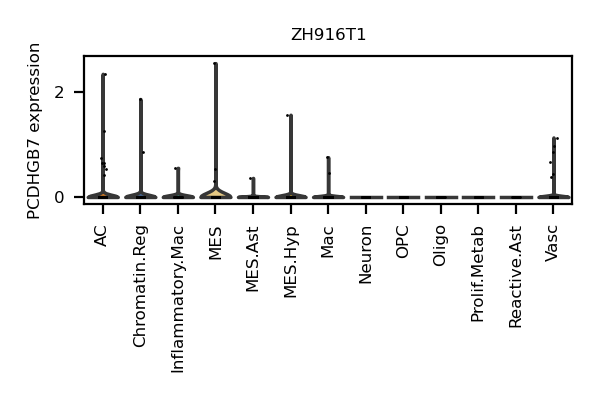 ZH916T1
PCDHGB7 expression
2
0
AC
Chromatin.Reg
Inflammatory.Mac
MES
MES.Ast
MES.Hyp
Mac
Neuron
OPC
Oligo
Prolif.Metab
Reactive.Ast
Vasc